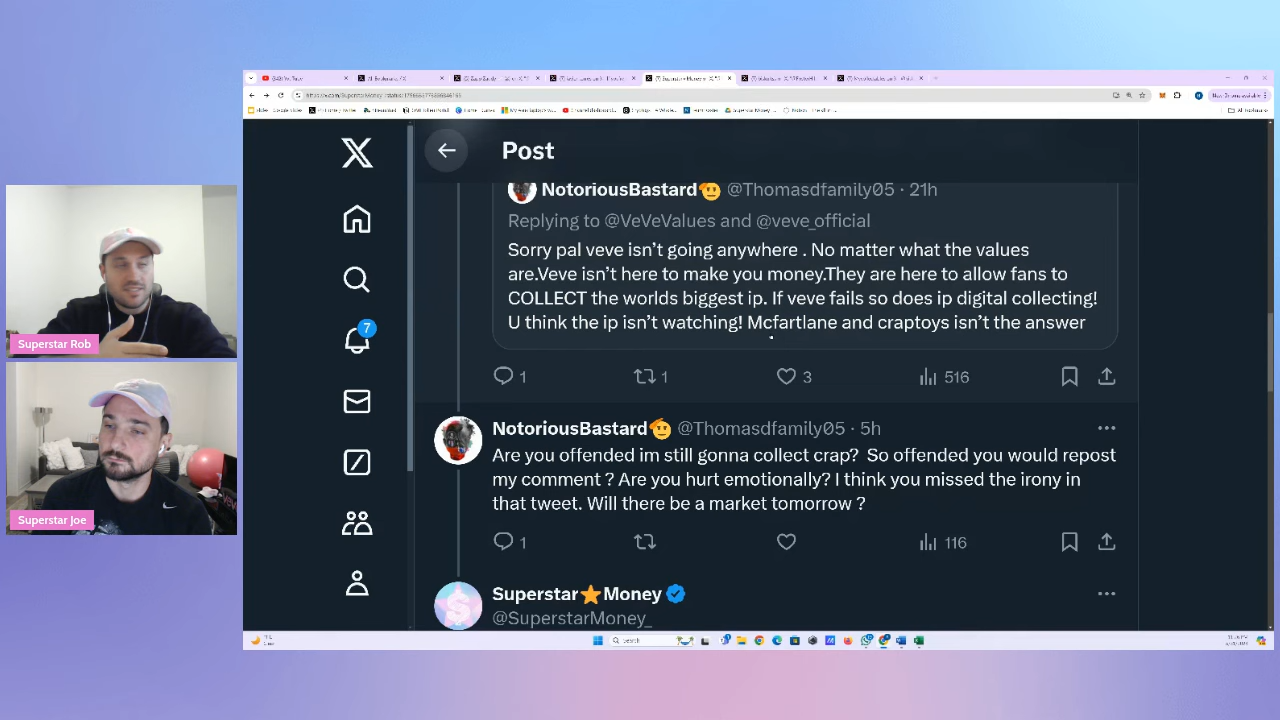 Post
NotoriousBastard🫡 @Thomasdfamily05 · 21h
Replying to @VeVeValues and @veve_official
Sorry pal veve isn’t going anywhere . No matter what the values
are.Veve isn’t here to make you money.They are here to allow fans to
COLLECT the worlds biggest ip. If veve fails so does ip digital collecting!
U think the ip isn’t watching! Mcfartlane and craptoys isn’t the answer
.
1 1 3 516
7
NotoriousBastard🫡 @Thomasdfamily05 · 5h
Are you offended im still gonna collect crap? So offended you would repost
my comment ? Are you hurt emotionally? I think you missed the irony in
that tweet. Will there be a market tomorrow ?
1 116
Superstar⭐Money
@SuperstarMoney_
Superstar Rob
Superstar Joe
Search